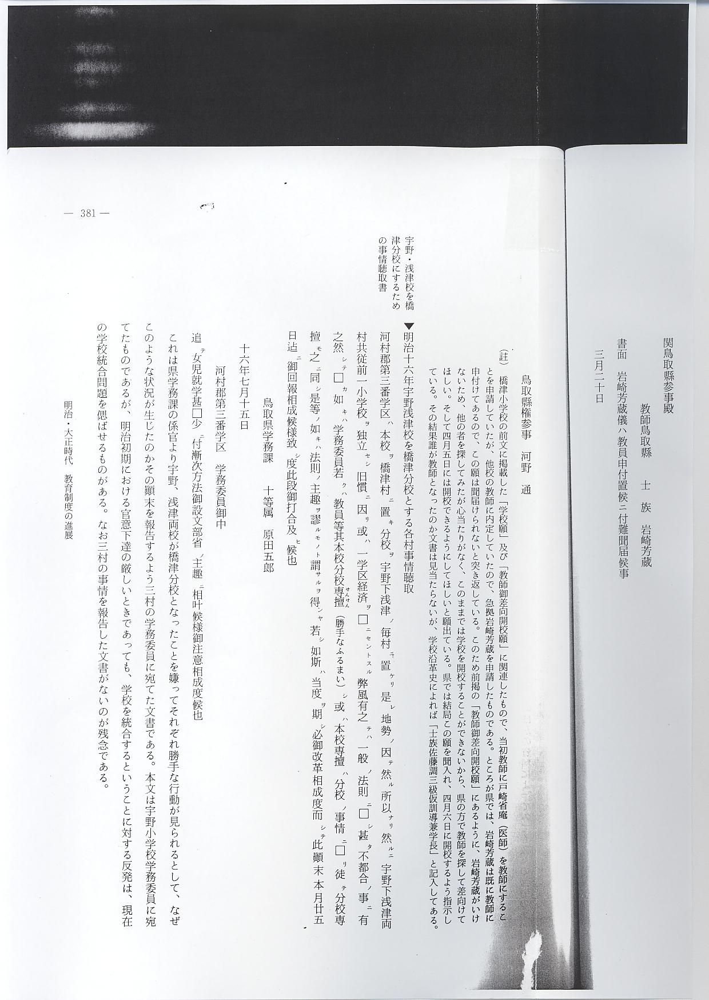 関鳥取縣参事殿
教師鳥取縣　士　族　岩崎芳蔵
書面　岩崎芳蔵儀ハ教員申付置候ニ付難聞届候事
三月二十日
鳥取縣権参事　河野　通
（註）　橋津小学校の前文に掲載した「学校願」及び「教師御差向開校願」に関連したもので、当初教師に戸崎省庵（医師）を教師にするこ
とを申請していたが、他校の教師に内定していたので、急拠岩崎芳蔵を申請したものである。ところが県では、岩崎芳蔵は既に教師に
申付けてあるので、この願は聞届けられないと突き返している。このため前掲の「教師御差向開校願」にあるように、岩崎芳蔵がいけ
ないため、他の者を探してみたが心当たりがなく、このままでは学校を開校することができないから、県の方で教師を探して差向けて
ほしい。そして四月五日には開校できるようにしてほしいと願出ている。県では結局この願を聞入れ、四月六日に開校するよう指示し
ている。その結果誰が教師となったのか文書は見当たらないが、学校沿革史によれば「士族佐藤調三級仮訓導兼学長」と記入してある。
宇野・浅津校を橋
津分校にするため
の事情聴取書
▼明治十六年宇野浅津校を橋津分校とする各村事情聴取
河村郡第三番学区ハ本校ヲ橋津村ニ置キ分校ヲ宇野下浅津ノ毎村ニ置ケリ是レ地勢ノ因テ然ル所以ナリ然ルニ宇野下浅津両
村共従前一小学校ヲ独立セシ旧慣ニ因リ或ハ一学区経済ヲ□ニセントスル弊風有之テハ一般ノ法則ニ□シ甚タ不都合ノ事ニ有
之然シテ□カ如キハ学務委員若クハ教員等其本校分校専擅（勝手なふるまい）シ或ハ本校専擅ハ分校ノ事情ニ□リ徒テ分校専
擅モ之ニ同シ是等ノ如キハ法則ノ主趣ヲ謬ルモノト謂サルヲ得ンヤ若シ如斯ハ当度ヲ期シ必御改革相成度而シテ此顛末本月廿五
日迠ニ御回報相成候様致シ度此段御打合及ヒ候也
鳥取県学務課　十等属　原田五郎
十六年七月十五日
河村郡第三番学区　学務委員御中
追テ女児就学甚□少ニ付漸次方法御設文部省ノ主趣ニ相叶候様御注意相成度候也
これは県学務課の係官より宇野、浅津両校が橋津分校となったことを嫌ってそれぞれ勝手な行動が見られるとして、なぜ
このような状況が生じたのかその顛末を報告するよう三村の学務委員に宛てた文書である。本文は宇野小学校学務委員に宛
てたものであるが、明治初期における官意下達の厳しいときであっても、学校を統合するということに対する反発は、現在
の学校統合問題を偲ばせるものがある。なお三村の事情を報告した文書がないのが残念である。
明治・大正時代　教育制度の進展
— 381 —